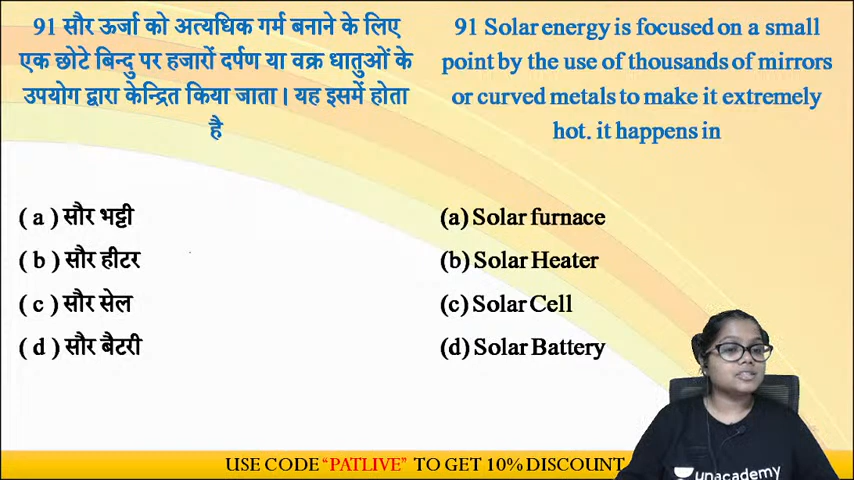 91 सौर ऊर्जा को अत्यधिक गर्म बनाने के लिए
एक छोटे बिन्दु पर हजारों दर्पण या वक्र धातुओं के
उपयोग द्वारा केन्द्रित किया जाता। यह इसमें होता
है
91 Solar energy is focused on a small
point by the use of thousands of mirrors
or curved metals to make it extremely
hot. it happens in
( a ) सौर भट्टी
( b ) सौर हीटर
( c ) सौर सेल
( d ) सौर बैटरी
(a) Solar furnace
(b) Solar Heater
(c) Solar Cell
(d) Solar Battery
USE CODE “PATLIVE” TO GET 10% DISCOUNT
unacademy